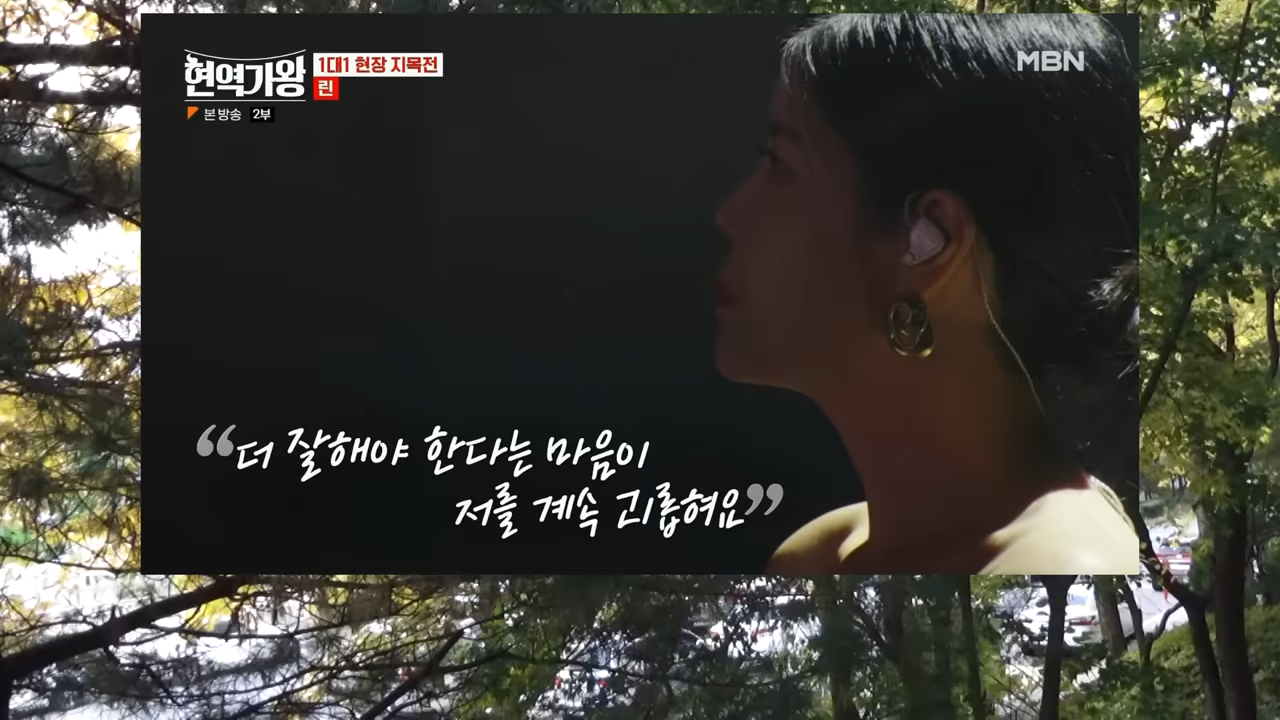 현역가왕
1대1 현장 지목전
린
본 방송 2부
MBN
“더 잘해야 한다는 마음이
저를 계속 괴롭혀요”